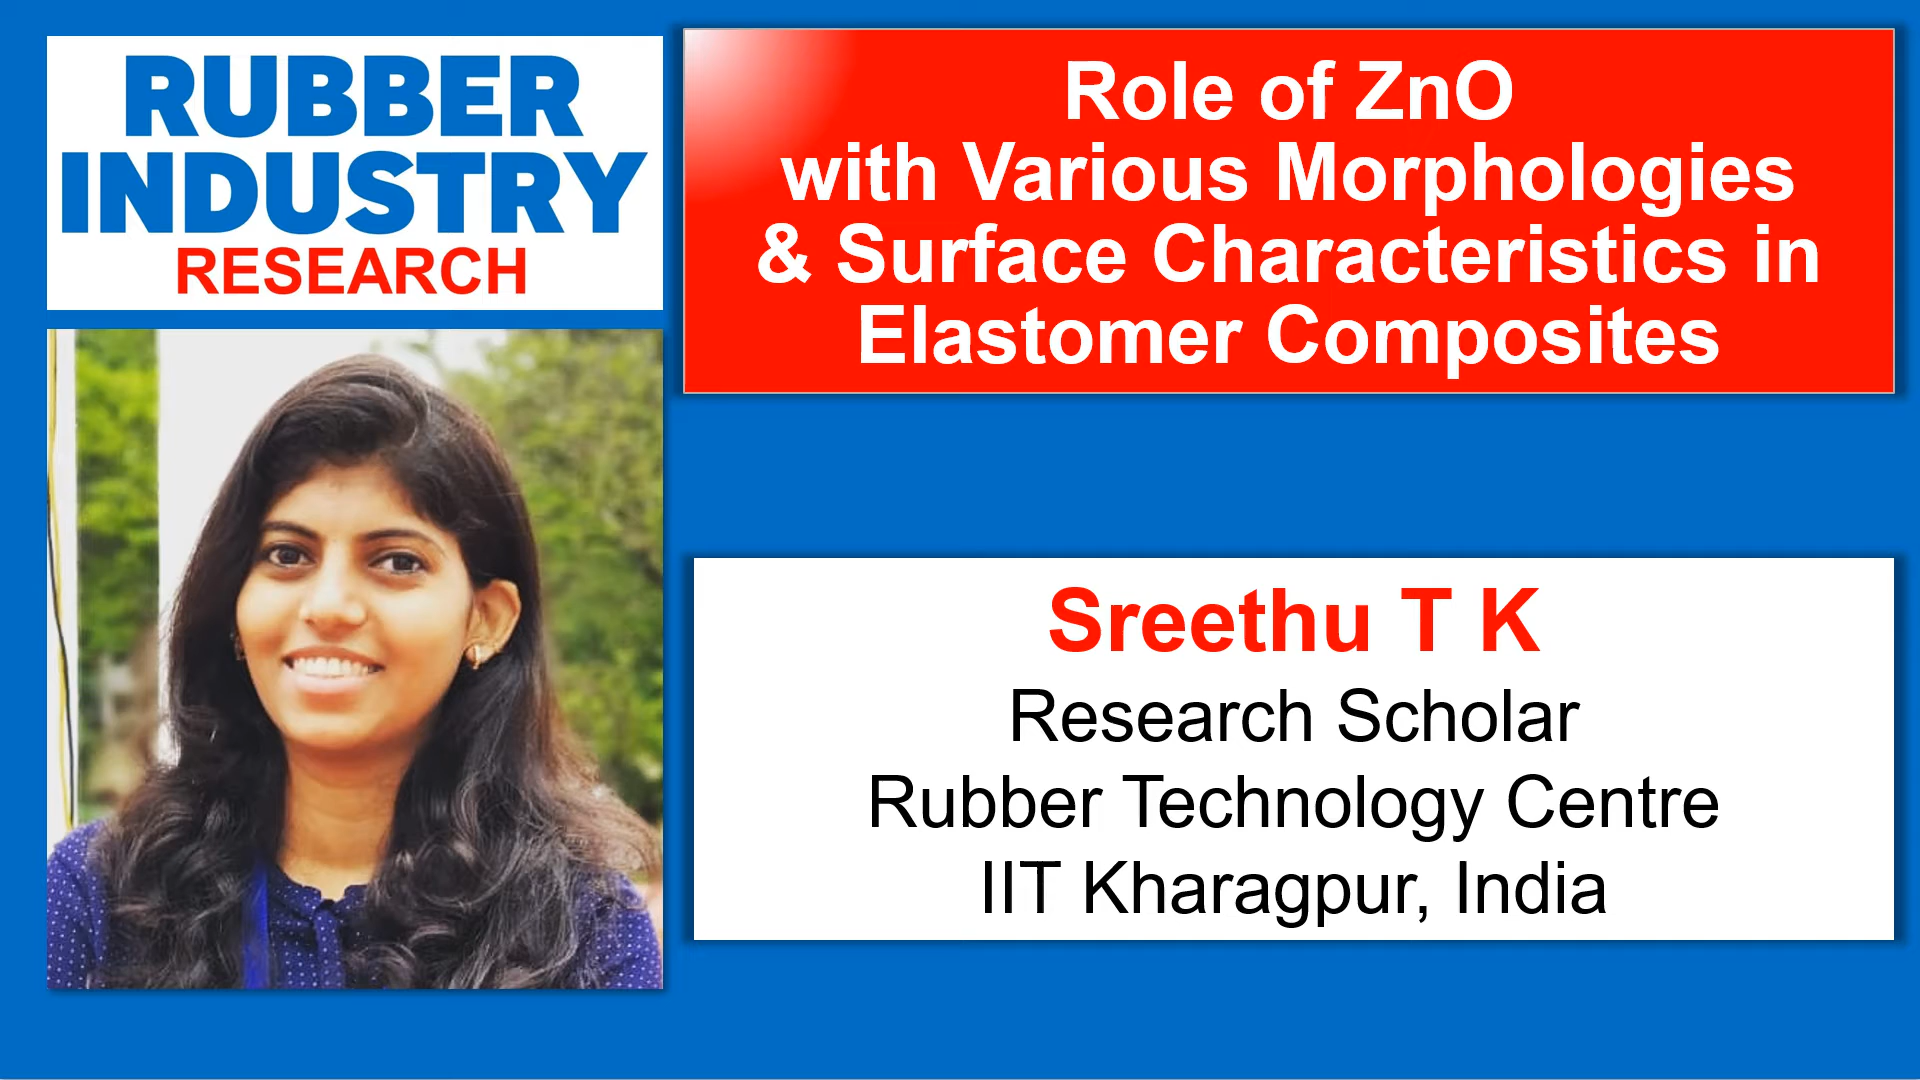 RUBBER
INDUSTRY
RESEARCH
Role of ZnO
with Various Morphologies
& Surface Characteristics in
Elastomer Composites
Sreethu T K
Research Scholar
Rubber Technology Centre
IIT Kharagpur, India